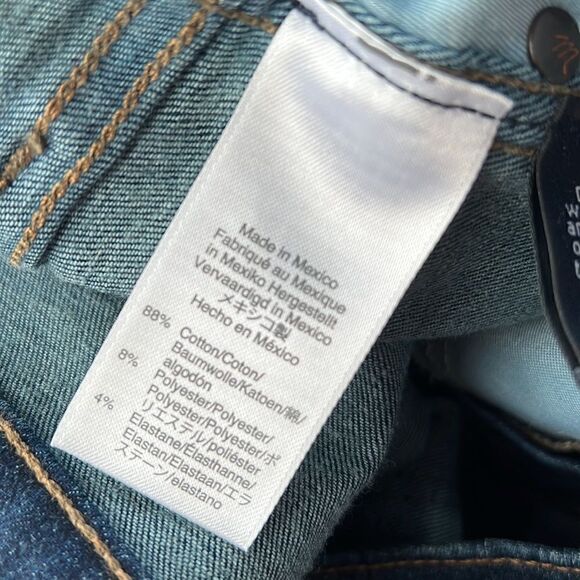 Made in Mexico
Fabriqué au Mexique
in Mexiko Hergestellt
Vervaardigd in Mexico
メキシコ製
Hecho en México
88% Cotton/Coton/
Baumwolle/Katoen/綿/
algodón
8% Polyester/Polyester/
Polyester/Polyester/ポ
リエステル/poliéster
4% Elastane/Elasthanne/
Elastan/Elastaan/エラ
ステーン/elastano
m